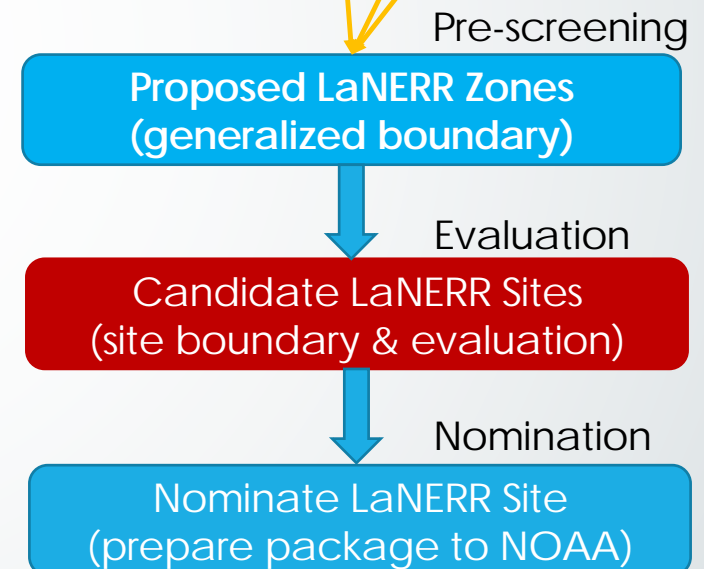 Pre-screening
Proposed LaNERR Zones
(generalized boundary)
Evaluation
Candidate LaNERR Sites
(site boundary & evaluation)
Nomination
Nominate LaNERR Site
(prepare package to NOAA)